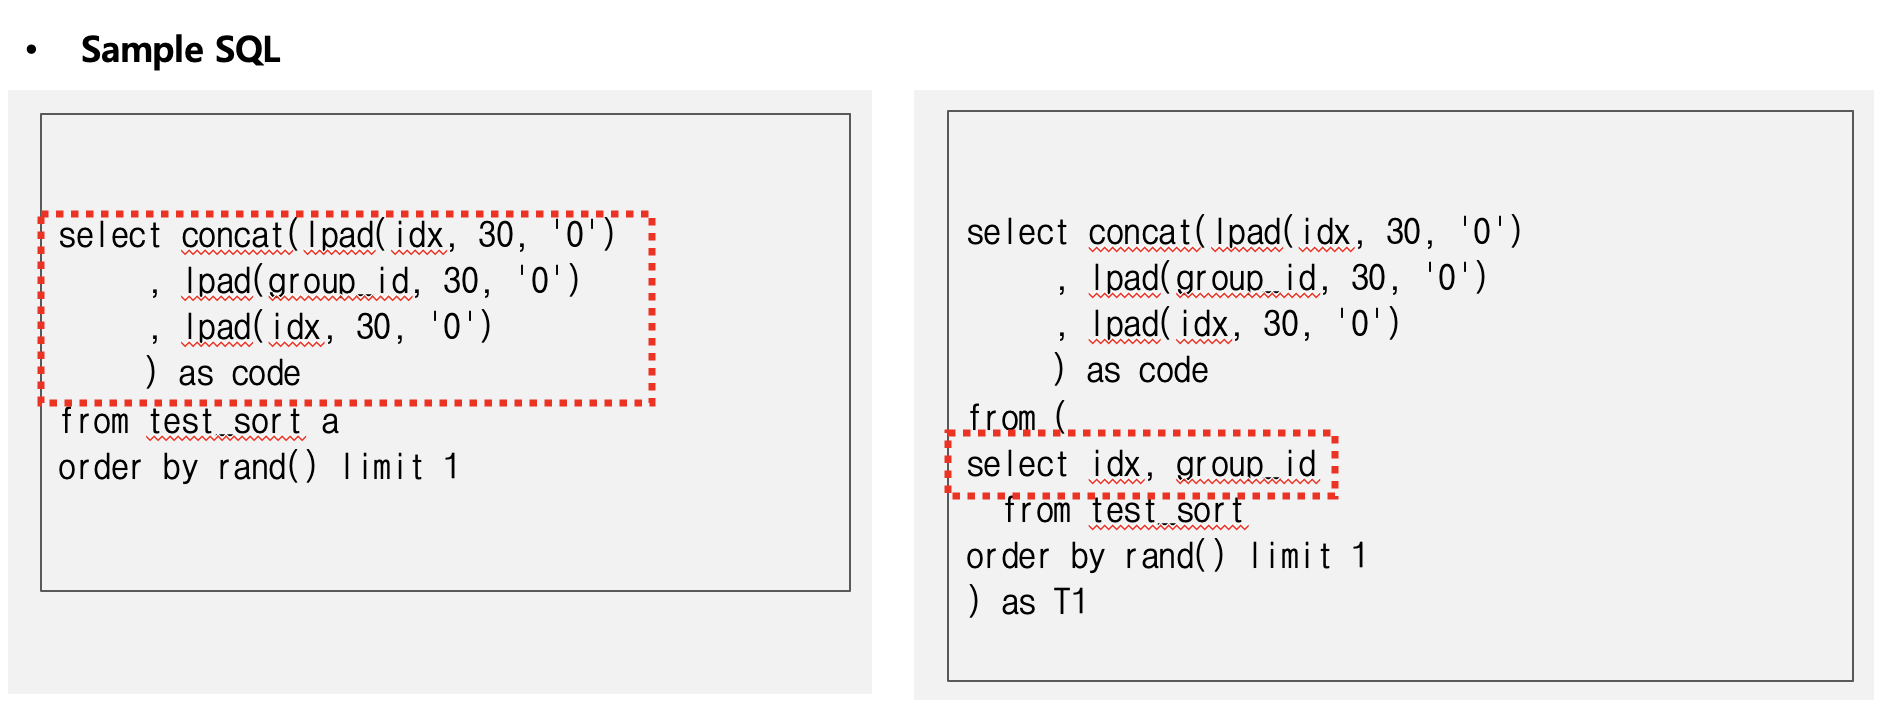 • Sample SQL
select concat(lpad(idx, 30, '0')
, lpad(group_id, 30, '0')
, lpad(idx, 30, '0')
) as code
from test_sort a
order by rand() limit 1
select concat(lpad(idx, 30, '0')
, lpad(group_id, 30, '0')
, lpad(idx, 30, '0')
) as code
from (
select idx, group_id
from test_sort
order by rand() limit 1
) as T1